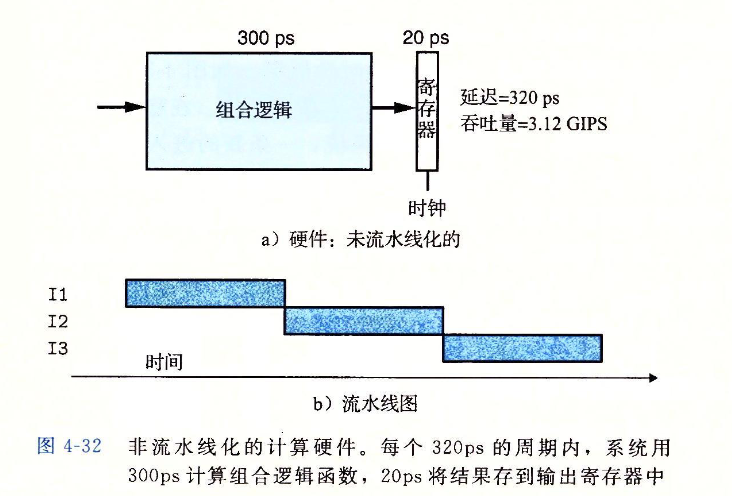 300 ps
20 ps
组合逻辑
寄存器
延迟=320 ps
吞吐量=3.12 GIPS
时钟
a）硬件：未流水线化的
I1
I2
I3
时间
b）流水线图
图 4-32 非流水线化的计算硬件。每个 320ps 的周期内，系统用
300ps 计算组合逻辑函数，20ps 将结果存到输出寄存器中